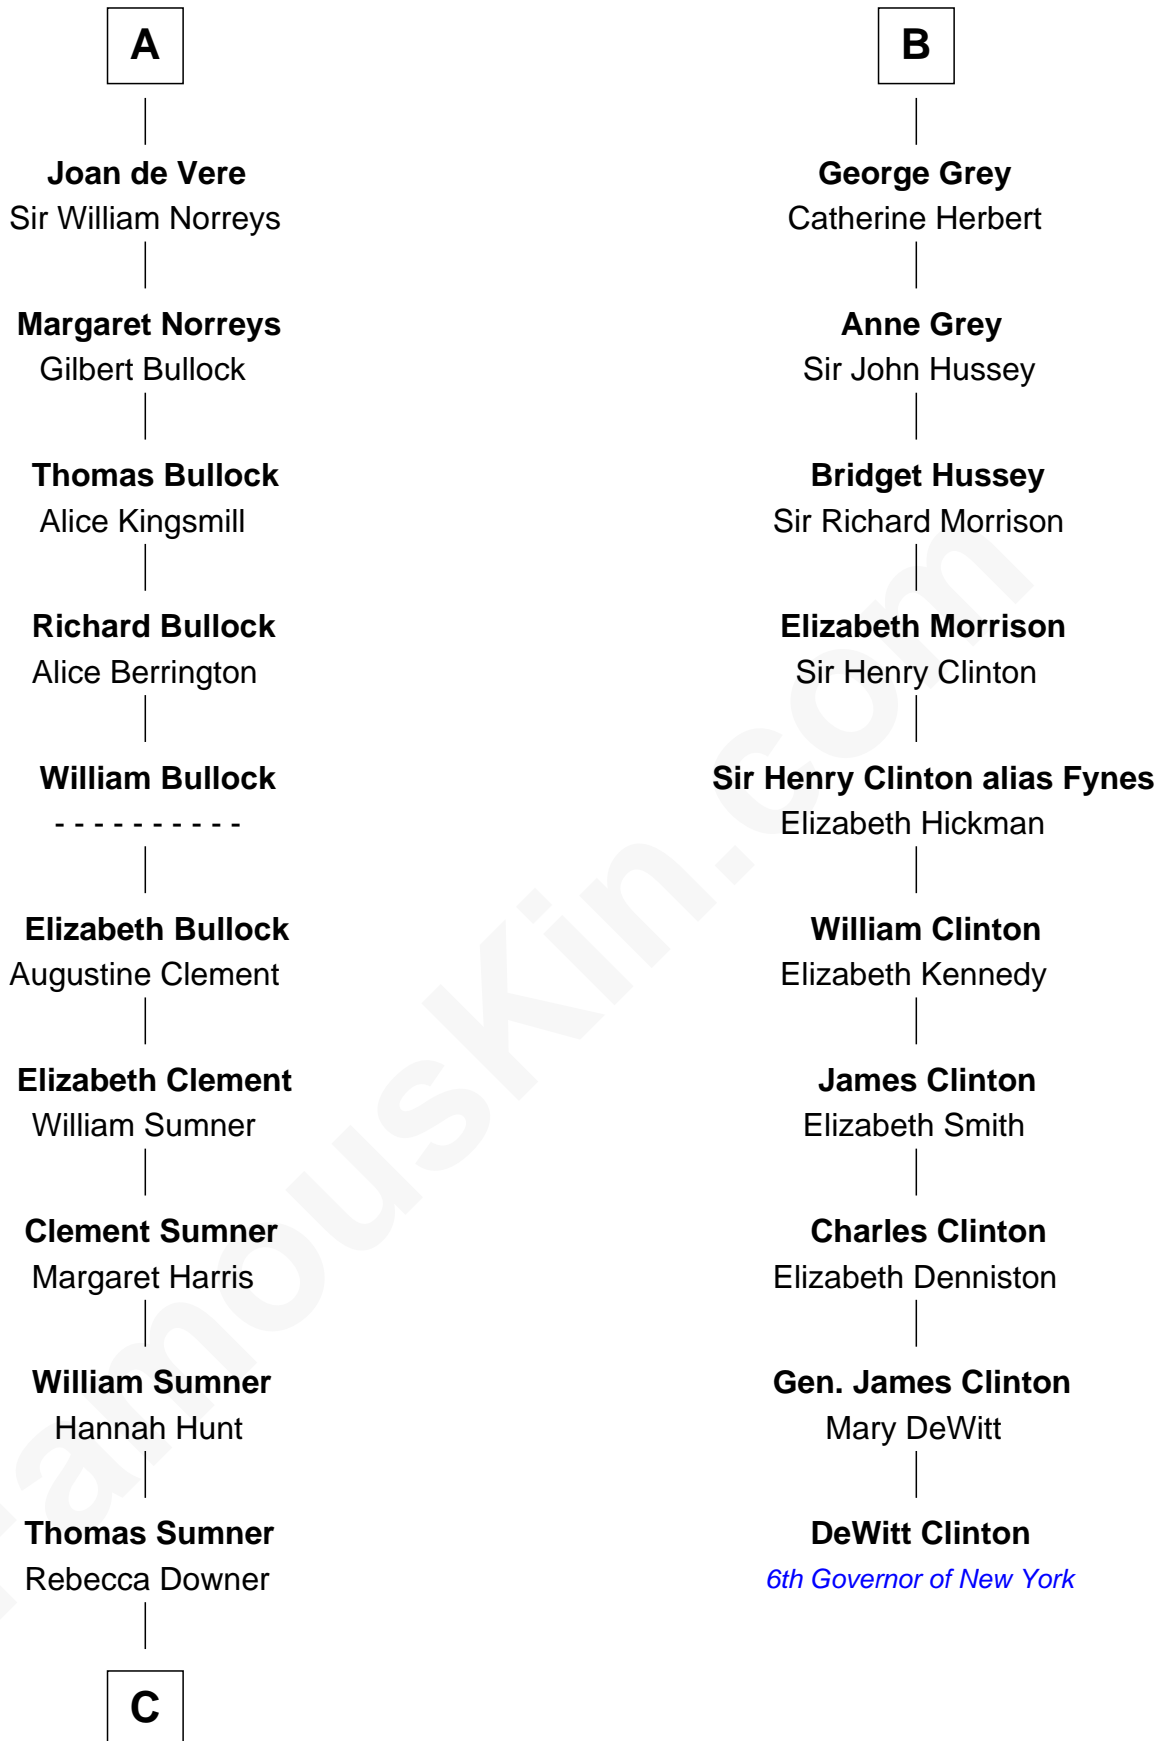 A
Joan de Vere
Sir William Norreys
Margaret Norreys
Gilbert Bullock
Thomas Bullock
Alice Kingsmill
Richard Bullock
Alice Berrington
William Bullock
- - - - - - - - - -
Elizabeth Bullock
Augustine Clement
Elizabeth Clement
William Sumner
Clement Sumner
Margaret Harris
William Sumner
Hannah Hunt
Thomas Sumner
Rebecca Downer
C
B
George Grey
Catherine Herbert
Anne Grey
Sir John Hussey
Bridget Hussey
Sir Richard Morrison
Elizabeth Morrison
Sir Henry Clinton
Sir Henry Clinton alias Fynes
Elizabeth Hickman
William Clinton
Elizabeth Kennedy
James Clinton
Elizabeth Smith
Charles Clinton
Elizabeth Denniston
Gen. James Clinton
Mary DeWitt
DeWitt Clinton
6th Governor of New York
FamousKin.com